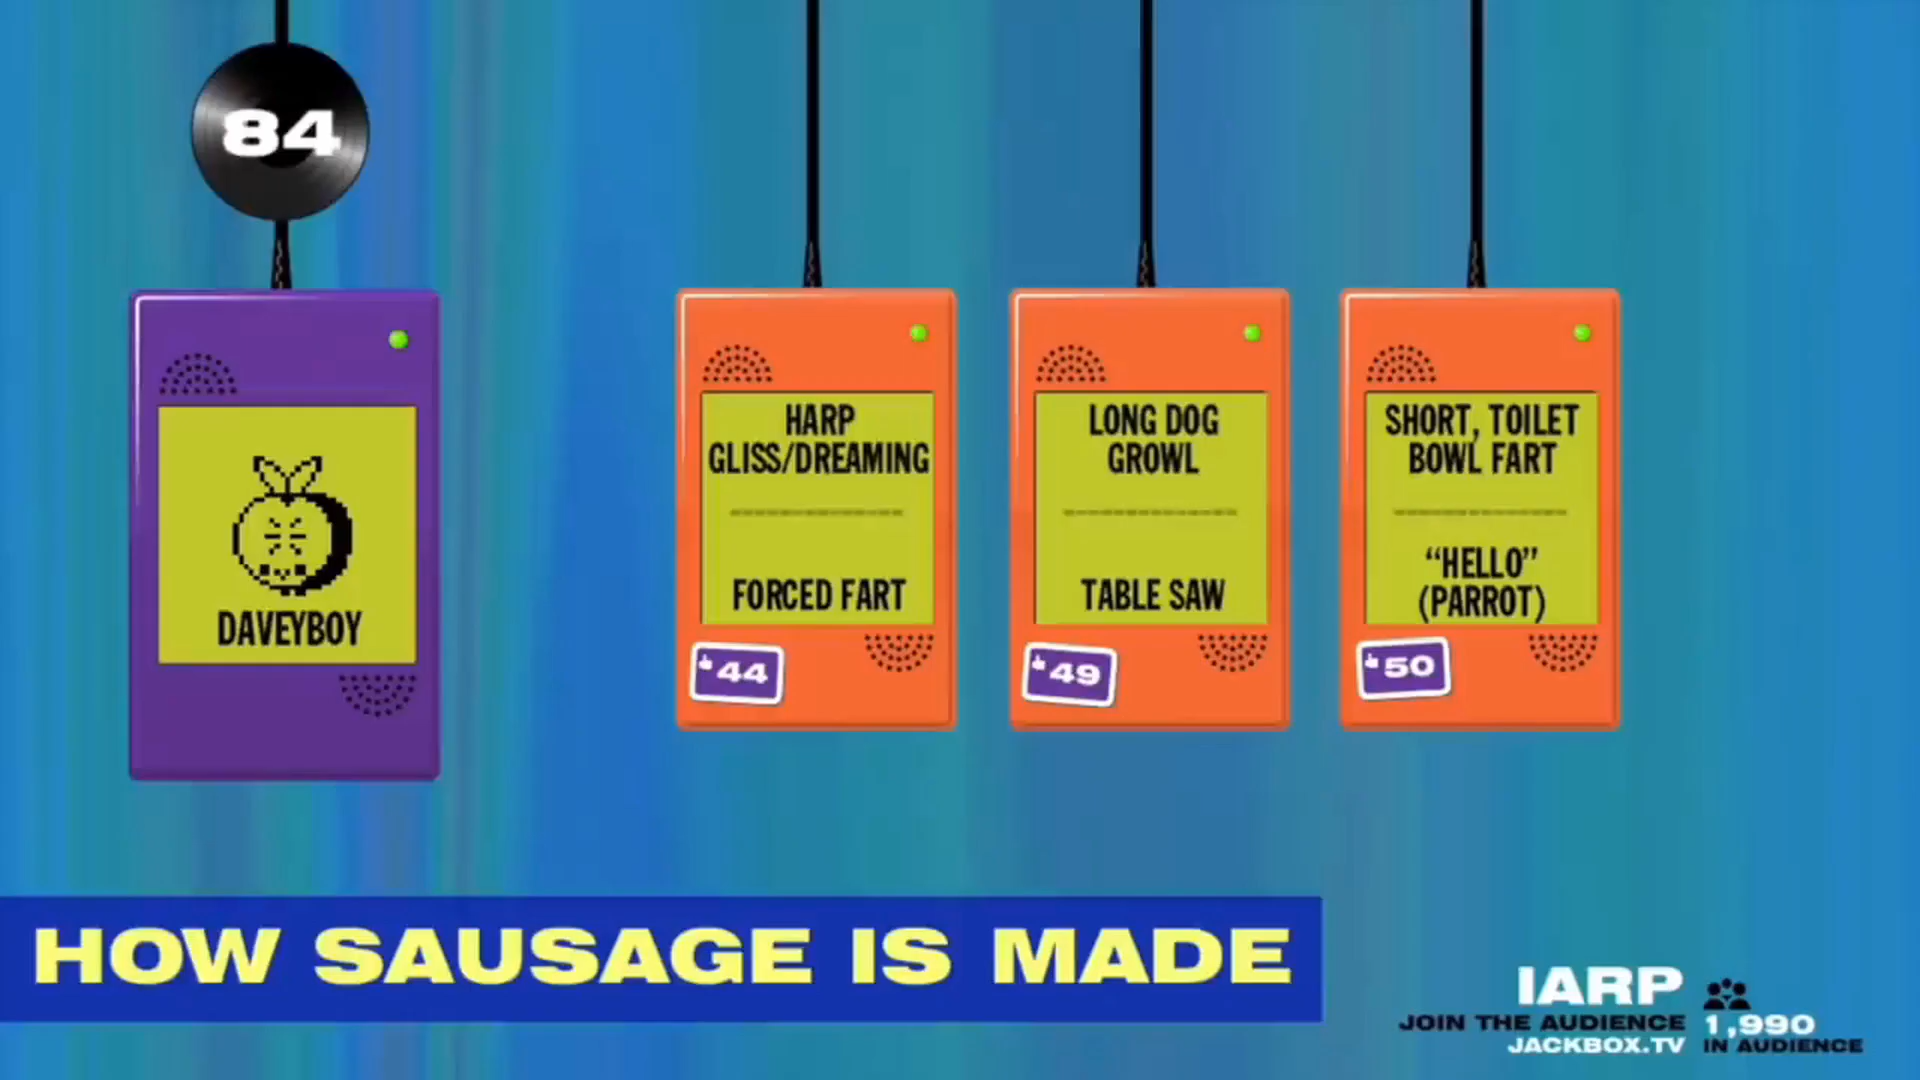 84
DAVEYBOY
HARP
GLISS/DREAMING
FORCED FART
44
LONG DOG
GROWL
TABLE SAW
49
SHORT, TOILET
BOWL FART
“HELLO”
(PARROT)
50
HOW SAUSAGE IS MADE
IARP
JOIN THE AUDIENCE
JACKBOX.TV
1,990
IN AUDIENCE